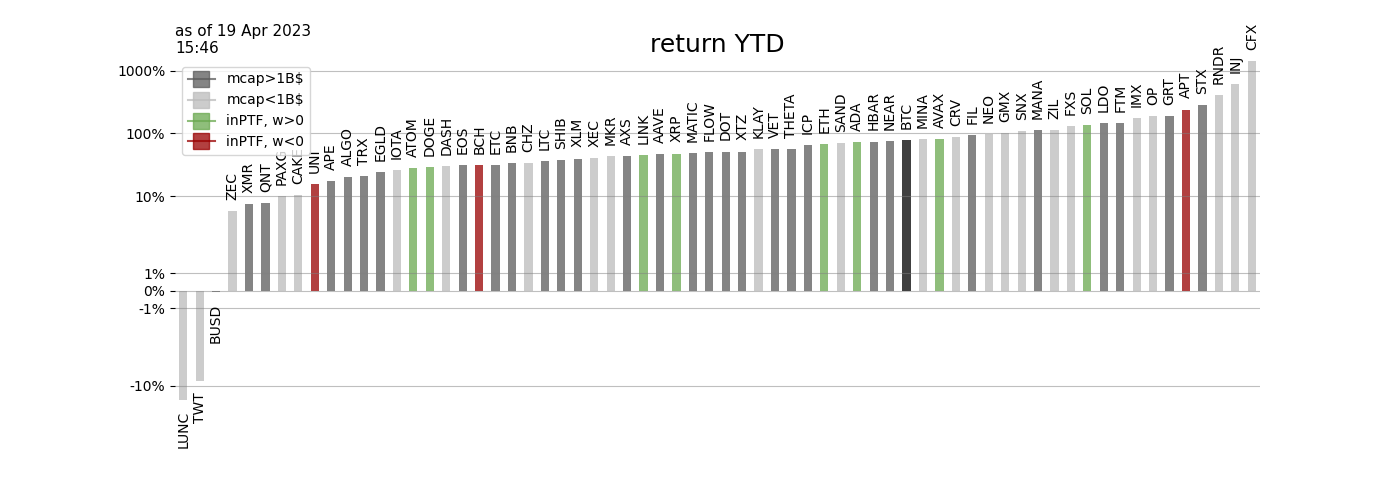 as of 19 Apr 2023
15:46
return YTD
mcap>1B$
mcap<1B$
inPTF, w>0
inPTF, w<0
1000%
100%
10%
1%
0%
-1%
-10%
LUNC
TWT
BUSD
ZEC
XMR
QNT
PAXG
CAKE
UNI
APE
ALGO
TRX
EGLD
IOTA
ATOM
DOGE
DASH
EOS
BCH
ETC
BNB
CHZ
LTC
SHIB
XLM
XEC
MKR
AXS
LINK
AAVE
XRP
MATIC
FLOW
DOT
XTZ
KLAY
VET
THETA
ICP
ETH
SAND
ADA
HBAR
NEAR
BTC
MINA
AVAX
CRV
FIL
NEO
GMX
SNX
MANA
ZIL
FXS
SOL
LDO
FTM
IMX
OP
GRT
APT
STX
RNDR
INJ
CFX